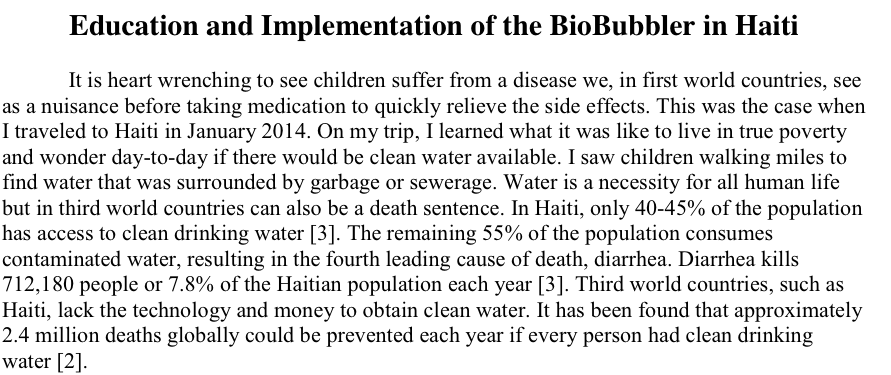 Education and Implementation of the BioBubbler in Haiti
It is heart wrenching to see children suffer from a disease we, in first world countries, see
as a nuisance before taking medication to quickly relieve the side effects. This was the case when
I traveled to Haiti in January 2014. On my trip, I learned what it was like to live in true poverty
and wonder day-to-day if there would be clean water available. I saw children walking miles to
find water that was surrounded by garbage or sewerage. Water is a necessity for all human life
but in third world countries can also be a death sentence. In Haiti, only 40-45% of the population
has access to clean drinking water [3]. The remaining 55% of the population consumes
contaminated water, resulting in the fourth leading cause of death, diarrhea. Diarrhea kills
712,180 people or 7.8% of the Haitian population each year [3]. Third world countries, such as
Haiti, lack the technology and money to obtain clean water. It has been found that approximately
2.4 million deaths globally could be prevented each year if every person had clean drinking
water [2].